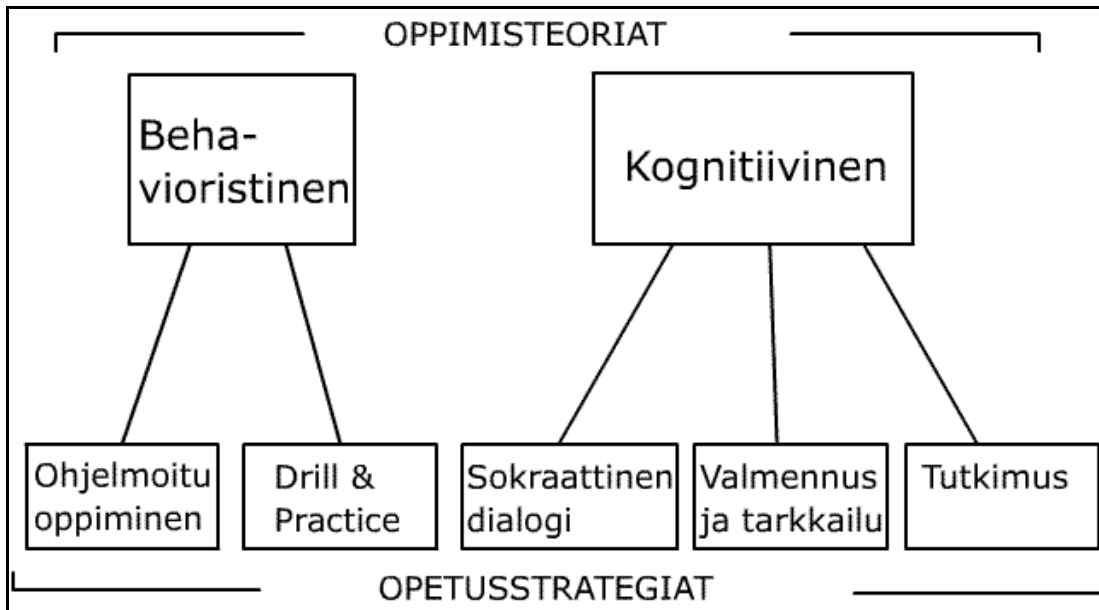 OPPIMISTEORIAT
Beha-
vioristinen
Kognitiivinen
Ohjelmoitu
oppiminen
Drill &
Practice
Sokraattinen
dialogi
Valmennus
ja tarkkailu
Tutkimus
OPETUSSTRATEGIAT